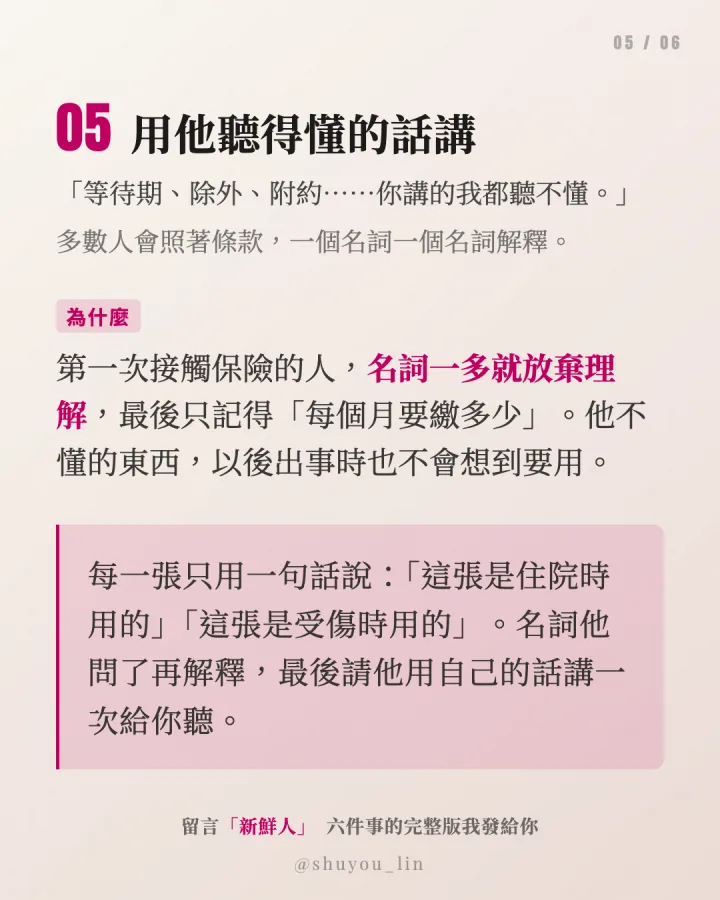 05 / 06
05 用他聽得懂的話講
「等待期、除外、附約⋯⋯你講的我都聽不懂。」
多數人會照著條款，一個名詞一個名詞解釋。
為什麼
第一次接觸保險的人，名詞一多就放棄理
解，最後只記得「每個月要繳多少」。他不
懂的東西，以後出事時也不會想到要用。
每一張只用一句話說：「這張是住院時
用的」「這張是受傷時用的」。名詞他
問了再解釋，最後請他用自己的話講一
次給你聽。
留言「新鮮人」 六件事的完整版我發給你
@shuyou_lin